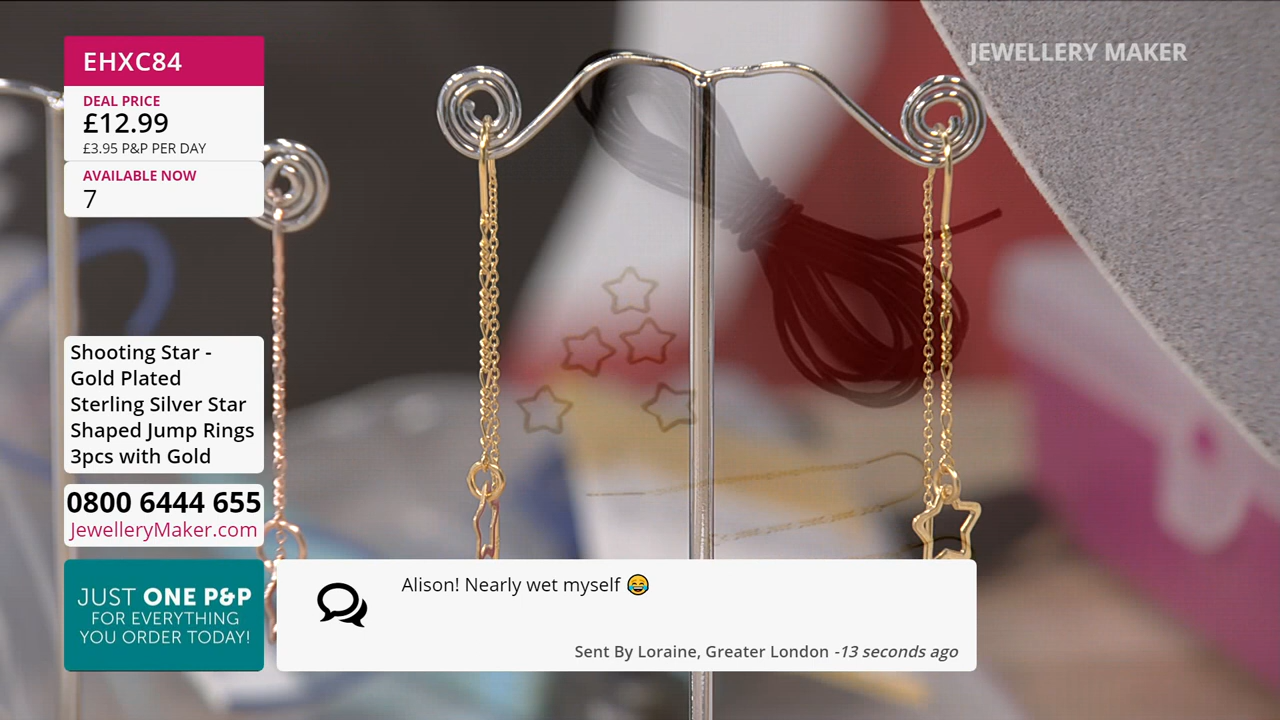 EHXC84
DEAL PRICE
£12.99
£3.95 P&P PER DAY
AVAILABLE NOW
7
JEWELLERY MAKER
Shooting Star -
Gold Plated
Sterling Silver Star
Shaped Jump Rings
3pcs with Gold
0800 6444 655
JewelleryMaker.com
JUST ONE P&P
FOR EVERYTHING
YOU ORDER TODAY!
Alison! Nearly wet myself 😂
Sent By Loraine, Greater London -13 seconds ago